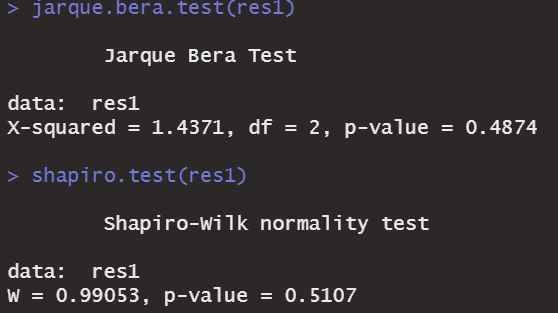 > jarque.bera.test(res1)
Jarque Bera Test
data:  res1
X-squared = 1.4371, df = 2, p-value = 0.4874
> shapiro.test(res1)
Shapiro-Wilk normality test
data:  res1
W = 0.99053, p-value = 0.5107